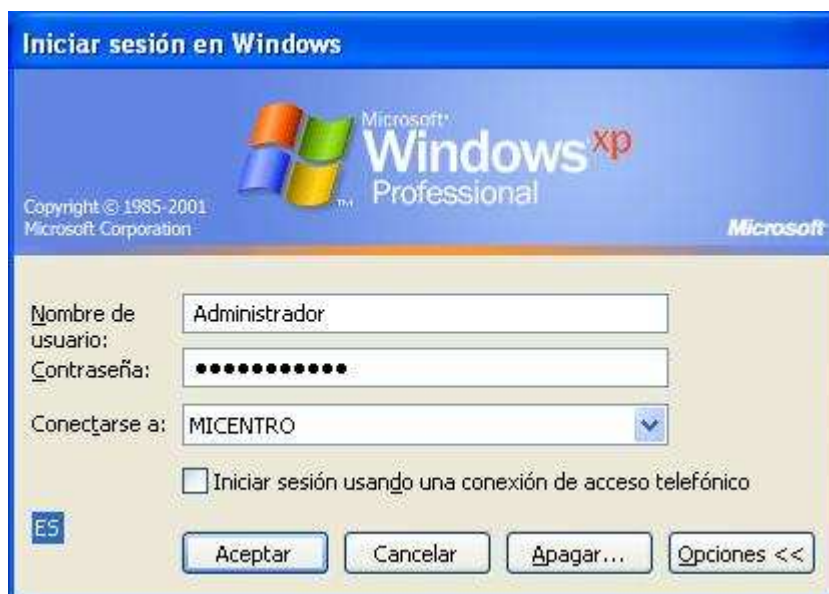 Iniciar sesión en Windows
Microsoft
Windows xp
Professional
Copyright © 1985-2001
Microsoft Corporation
Microsoft
Nombre de
usuario:
Administrador
Contraseña:
•••••••••••
Conectarse a:
MICENTRO
Iniciar sesión usando una conexión de acceso telefónico
ES
Aceptar
Cancelar
Apagar...
Opciones <<